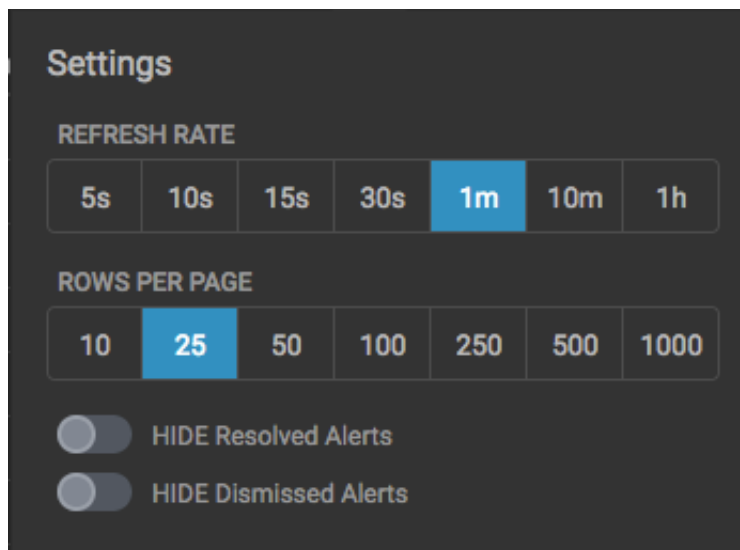 Settings
REFRESH RATE
5s 10s 15s 30s 1m 10m 1h
ROWS PER PAGE
10 25 50 100 250 500 1000
HIDE Resolved Alerts
HIDE Dismissed Alerts